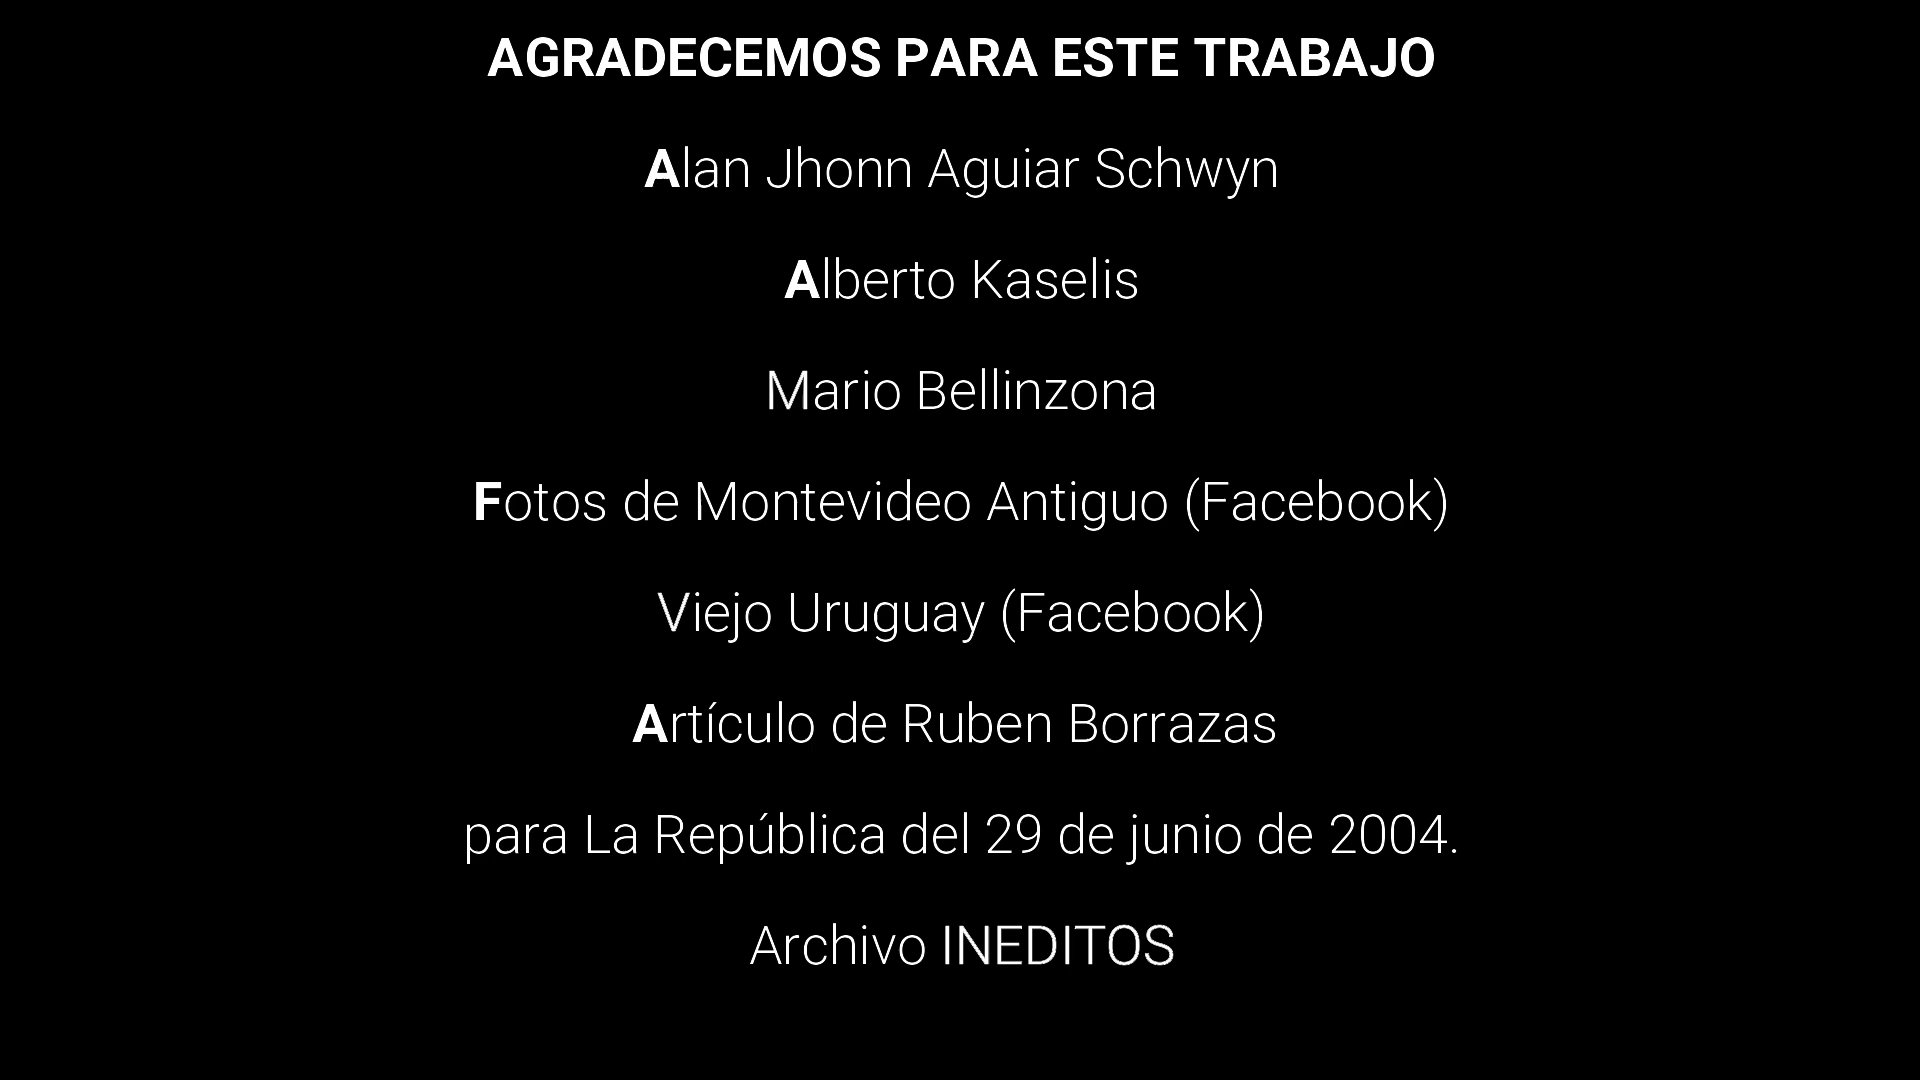 AGRADECEMOS PARA ESTE TRABAJO
Alan Jhonn Aguiar Schwyn
Alberto Kaselis
Mario Bellinzona
Fotos de Montevideo Antiguo (Facebook)
Viejo Uruguay (Facebook)
Artículo de Ruben Borrazas
para La República del 29 de junio de 2004.
Archivo INEDITOS